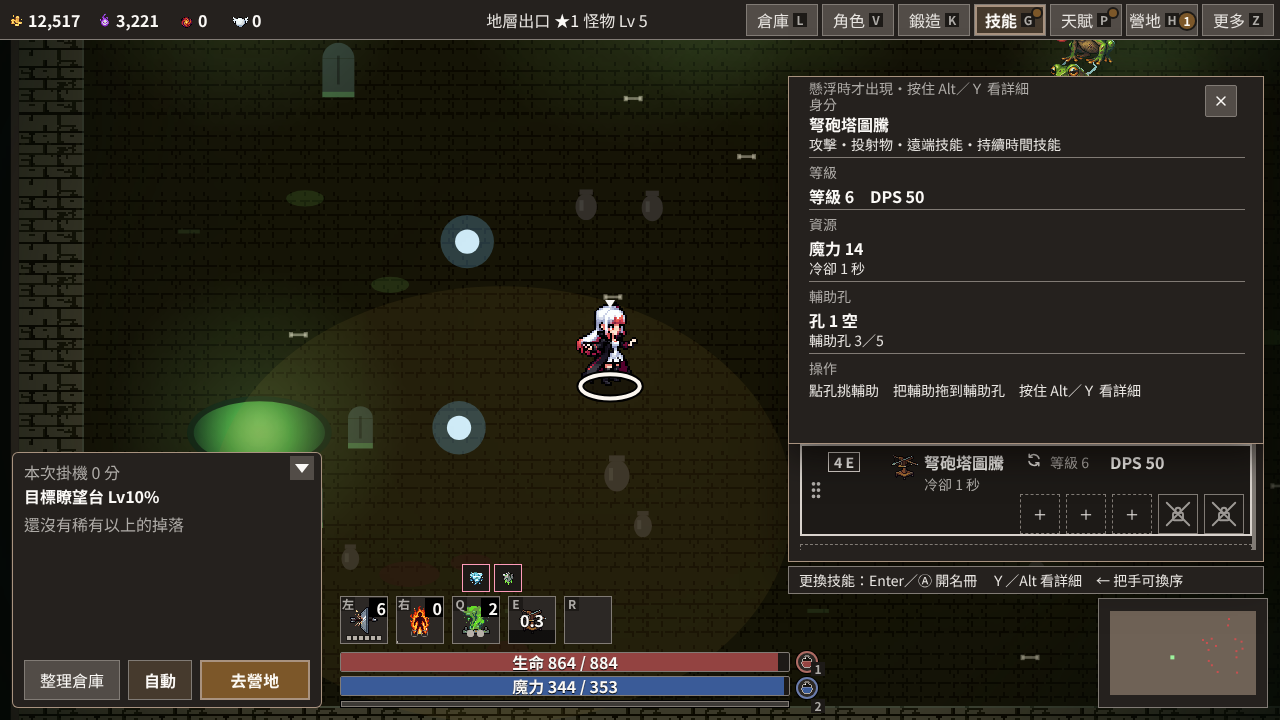 12,517 3,221 0 0 地層出口 ★1 怪物 Lv 5 倉庫 L 角色 V 鍛造 K 技能 G 天賦 P 營地 H 1 更多 Z
懸浮時才出現・按住 Alt／Y 看詳細
身分
弩砲塔圖騰
攻擊・投射物・遠端技能・持續時間技能
等級
等級 6 DPS 50
資源
魔力 14
冷卻 1 秒
輔助孔
孔 1 空
輔助孔 3／5
操作
點孔挑輔助 把輔助拖到輔助孔 按住 Alt／Y 看詳細
4 E 弩砲塔圖騰 等級 6 DPS 50
冷卻 1 秒
更換技能：Enter／Ⓐ 開名冊 Y／Alt 看詳細 ← 把手可換序
本次掛機 0 分
目標瞭望台 Lv10%
還沒有稀有以上的掉落
整理倉庫 自動 去營地
左 6 右 0 Q 2 E 0.3 R
生命 864 / 884 1
魔力 344 / 353 2